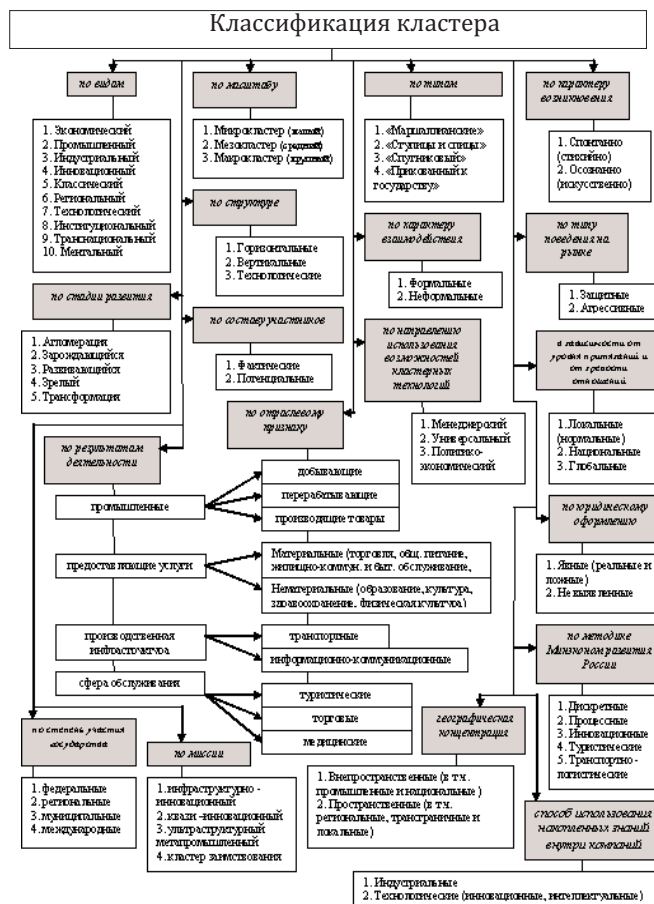 Классификация кластера
по видам
1. Экономический
2. Промышленный
3. Индустриальный
4. Инновационный
5. Классический
6. Региональный
7. Технологический
8. Институциональный
9. Транснациональный
10. Ментальный
по масштабу
1. Микрокластер (малый)
2. Мезокластер (средний)
3. Макрокластер (крупный)
по типам
1. «Маршаллианские»
2. «Ступицы и спицы»
3. «Спутниковый»
4. «Прикованный к
государству»
по характеру
возникновения
1. Спонтанно
(стихийно)
2. Осознанно
(искусственно)
по структуре
1. Горизонтальные
2. Вертикальные
3. Технологические
по характеру
взаимодействия
1. Формальные
2. Неформальные
по типу
поведения на
рынке
1. Защитные
2. Агрессивные
по стадии развития
1. Агломерация
2. Зарождающийся
3. Развивающийся
4. Зрелый
5. Трансформация
по составу участников
1. Фактические
2. Потенциальные
по направлению
использования
возможностей
кластерных
технологий
1. Менеджерский
2. Универсальный
3. Политико-
экономический
в зависимости от
уровня притязаний и
от зрелости
отношений
1. Локальные
(нормальные)
2. Национальные
3. Глобальные
по результатам
деятельности
по отраслевому
признаку
промышленные
добывающие
перерабатывающие
производящие товары
предоставляющие услуги
Материальные (торговля, общ. питание,
жилищно-коммун. и быт. обслуживание,
Нематериальные (образование, культура,
здравоохранение, физическая культура)
производственная
инфраструктура
транспортные
информационно-коммуникационные
сфера обслуживания
туристические
торговые
медицинские
по юридическому
оформлению
1. Явные (реальные и
ложные)
2. Не выявленные
по методике
Минэкономразвития
России
1. Дискретные
2. Процессные
3. Инновационные
4. Туристические
5. Транспортно-
логистические
по степени участия
государства
1. федеральные
2. региональные
3. муниципальные
4. международные
по миссии
1. инфраструктурно-
инновационный
2. квази-инновационный
3. ультраструктурный
метапромышленный
4. кластер заимствования
географическая
концентрация
1. Внепространственные (в т.ч.
промышленные и национальные)
2. Пространственные (в т.ч.
региональные, трансграничные и
локальные)
способ использования
накопленных знаний
внутри компаний
1. Индустриальные
2. Технологические (инновационные, интеллектуальные)